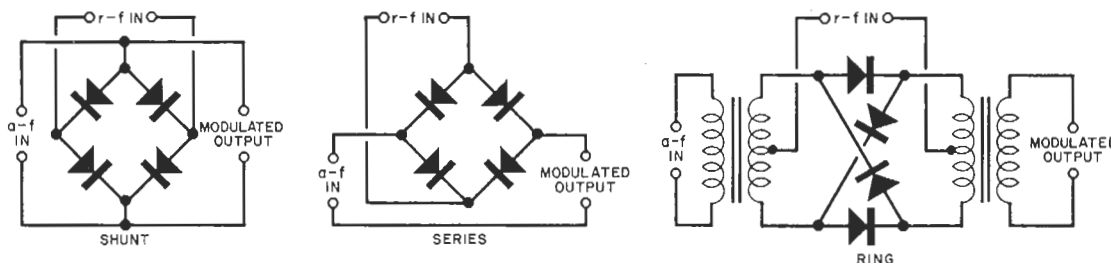 r-f IN
a-f
IN
MODULATED
OUTPUT
SHUNT
r-f IN
a-f
IN
MODULATED
OUTPUT
SERIES
r-f IN
a-f
IN
MODULATED
OUTPUT
RING